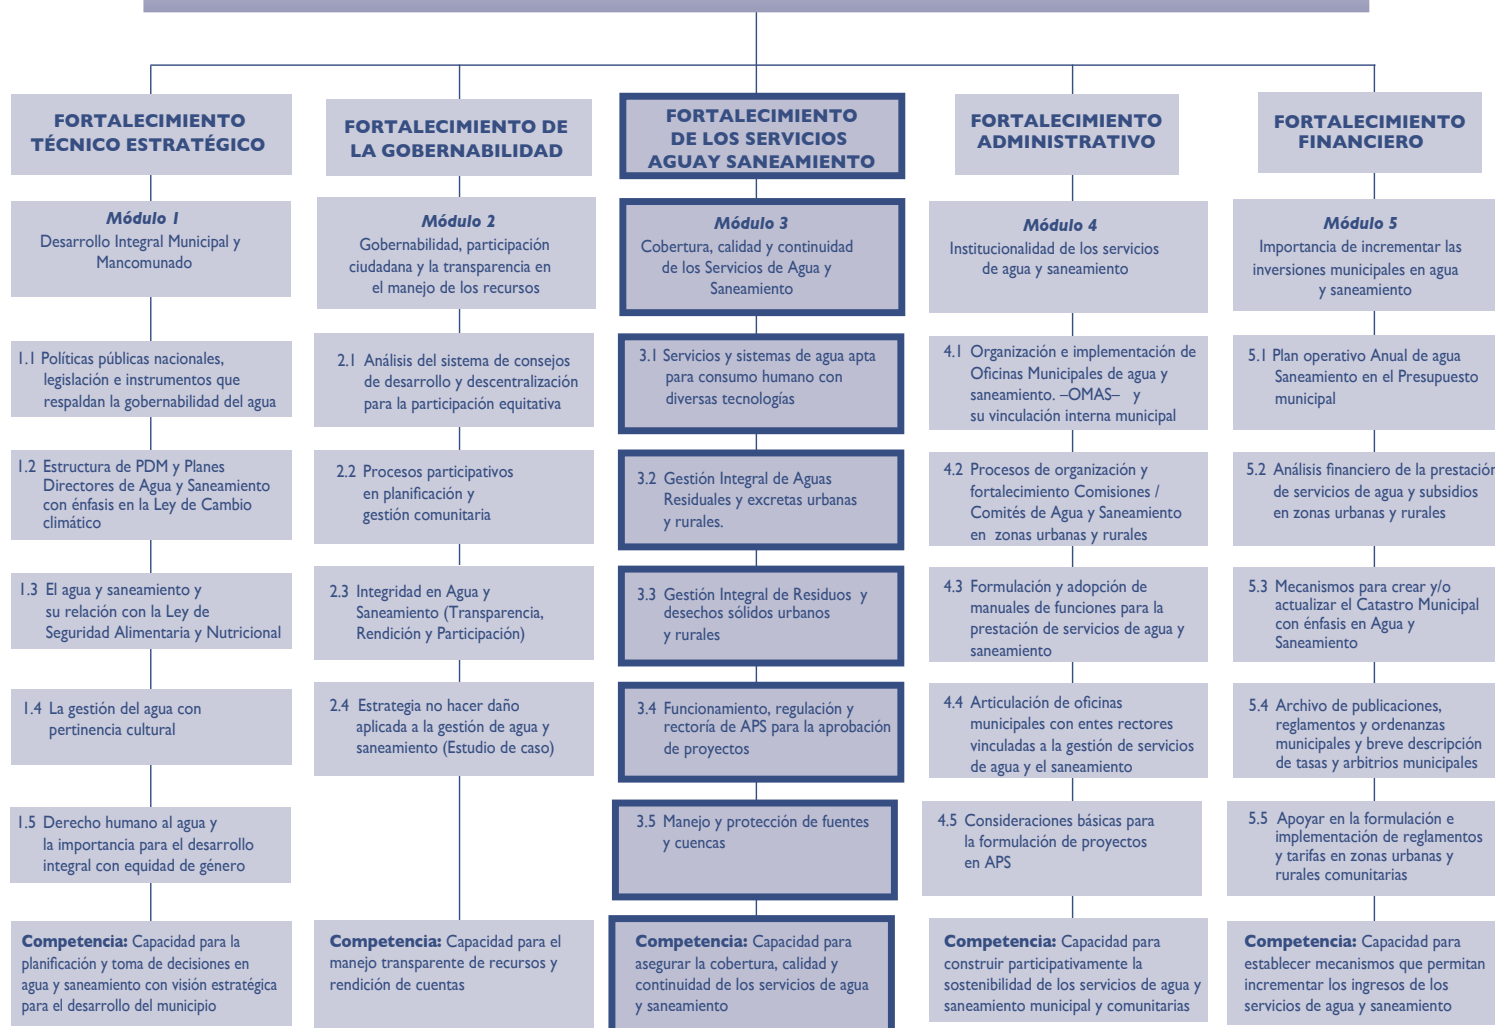 FORTALECIMIENTO
TÉCNICO ESTRATÉGICO
Módulo 1
Desarrollo Integral Municipal y
Mancomunado
1.1 Políticas públicas nacionales,
legislación e instrumentos que
respaldan la gobernabilidad del agua
1.2 Estructura de PDM y Planes
Directores de Agua y Saneamiento
con énfasis en la Ley de Cambio
climático
1.3 El agua y saneamiento y
su relación con la Ley de
Seguridad Alimentaria y Nutricional
1.4 La gestión del agua con
pertinencia cultural
1.5 Derecho humano al agua y
la importancia para el desarrollo
integral con equidad de género
Competencia: Capacidad para la
planificación y toma de decisiones en
agua y saneamiento con visión estratégica
para el desarrollo del municipio
FORTALECIMIENTO DE
LA GOBERNABILIDAD
Módulo 2
Gobernabilidad, participación
ciudadana y la transparencia en
el manejo de los recursos
2.1 Análisis del sistema de consejos
de desarrollo y descentralización
para la participación equitativa
2.2 Procesos participativos
en planificación y
gestión comunitaria
2.3 Integridad en Agua y
Saneamiento (Transparencia,
Rendición y Participación)
2.4 Estrategia no hacer daño
aplicada a la gestión de agua y
saneamiento (Estudio de caso)
Competencia: Capacidad para el
manejo transparente de recursos y
rendición de cuentas
FORTALECIMIENTO
DE LOS SERVICIOS
AGUAY SANEAMIENTO
Módulo 3
Cobertura, calidad y continuidad
de los Servicios de Agua y
Saneamiento
3.1 Servicios y sistemas de agua apta
para consumo humano con
diversas tecnologías
3.2 Gestión Integral de Aguas
Residuales y excretas urbanas
y rurales.
3.3 Gestión Integral de Residuos y
desechos sólidos urbanos
y rurales
3.4 Funcionamiento, regulación y
rectoría de APS para la aprobación
de proyectos
3.5 Manejo y protección de fuentes
y cuencas
Competencia: Capacidad para
asegurar la cobertura, calidad y
continuidad de los servicios de agua
y saneamiento
FORTALECIMIENTO
ADMINISTRATIVO
Módulo 4
Institucionalidad de los servicios
de agua y saneamiento
4.1 Organización e implementación de
Oficinas Municipales de agua y
saneamiento. –OMAS– y
su vinculación interna municipal
4.2 Procesos de organización y
fortalecimiento Comisiones /
Comités de Agua y Saneamiento
en zonas urbanas y rurales
4.3 Formulación y adopción de
manuales de funciones para la
prestación de servicios de agua y
saneamiento
4.4 Articulación de oficinas
municipales con entes rectores
vinculadas a la gestión de servicios
de agua y el saneamiento
4.5 Consideraciones básicas para
la formulación de proyectos
en APS
Competencia: Capacidad para
construir participativamente la
sostenibilidad de los servicios de agua y
saneamiento municipal y comunitarias
FORTALECIMIENTO
FINANCIERO
Módulo 5
Importancia de incrementar las
inversiones municipales en agua
y saneamiento
5.1 Plan operativo Anual de agua
Saneamiento en el Presupuesto
municipal
5.2 Análisis financiero de la prestación
de servicios de agua y subsidios
en zonas urbanas y rurales
5.3 Mecanismos para crear y/o
actualizar el Catastro Municipal
con énfasis en Agua y
Saneamiento
5.4 Archivo de publicaciones,
reglamentos y ordenanzas
municipales y breve descripción
de tasas y arbitrios municipales
5.5 Apoyar en la formulación e
implementación de reglamentos
y tarifas en zonas urbanas y
rurales comunitarias
Competencia: Capacidad para
establecer mecanismos que permitan
incrementar los ingresos de los
servicios de agua y saneamiento